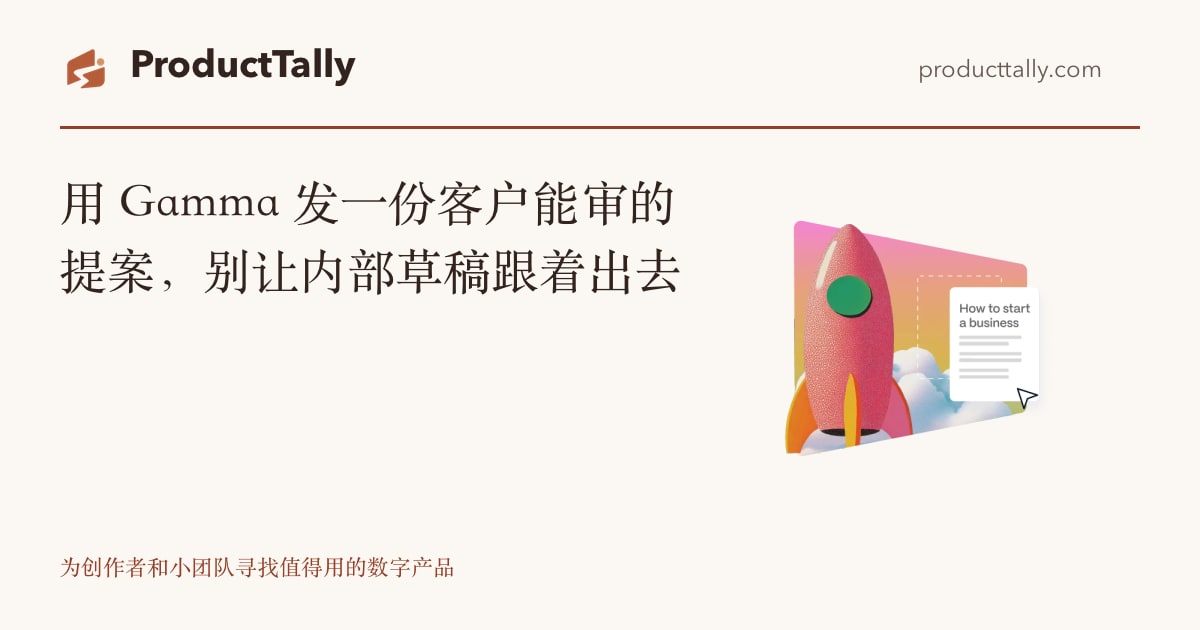 ProductTally
producttally.com
用 Gamma 发一份客户能审的
提案，别让内部草稿跟着出去
How to start
a business
为创作者和小团队寻找值得用的数字产品